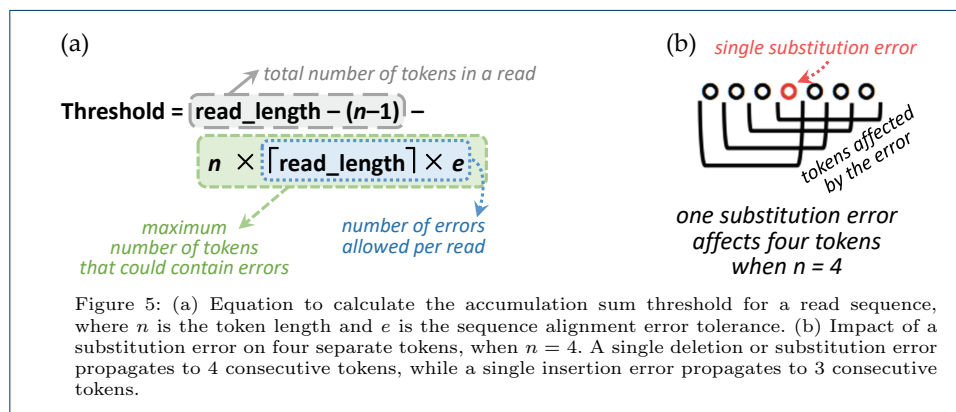 (a)
total number of tokens in a read
Threshold = read_length – (n–1) –
n × ⌈read_length⌉ × e
maximum
number of tokens
that could contain errors
number of errors
allowed per read
(b)
single substitution error
tokens affected
by the error
one substitution error
affects four tokens
when n = 4
Figure 5: (a) Equation to calculate the accumulation sum threshold for a read sequence,
where n is the token length and e is the sequence alignment error tolerance. (b) Impact of a
substitution error on four separate tokens, when n = 4. A single deletion or substitution error
propagates to 4 consecutive tokens, while a single insertion error propagates to 3 consecutive
tokens.